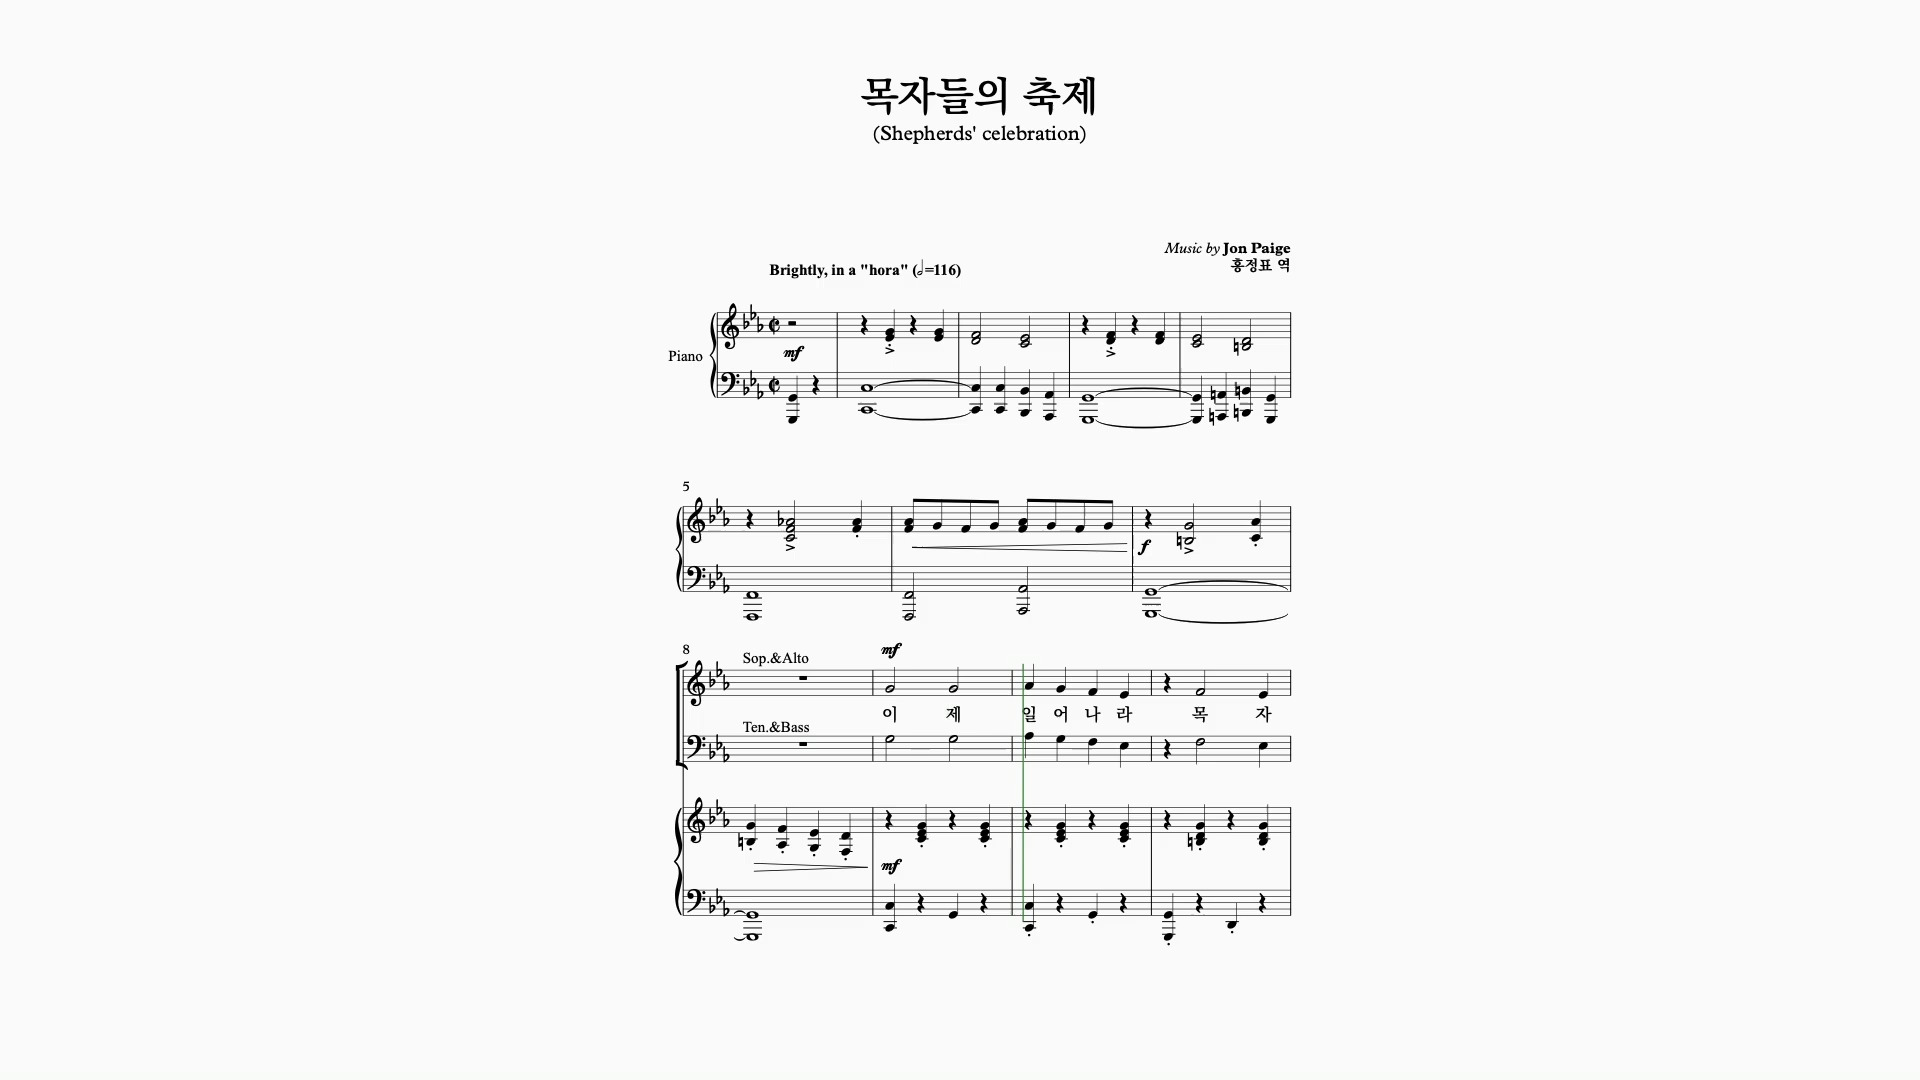 목자들의 축제
(Shepherds' celebration)
Music by Jon Paige
홍정표 역
Brightly, in a "hora" (𝅗𝅥=116)
Piano
mf
5
f
8
Sop.&Alto
mf
이 제 일 어 나 라 목 자
Ten.&Bass
mf